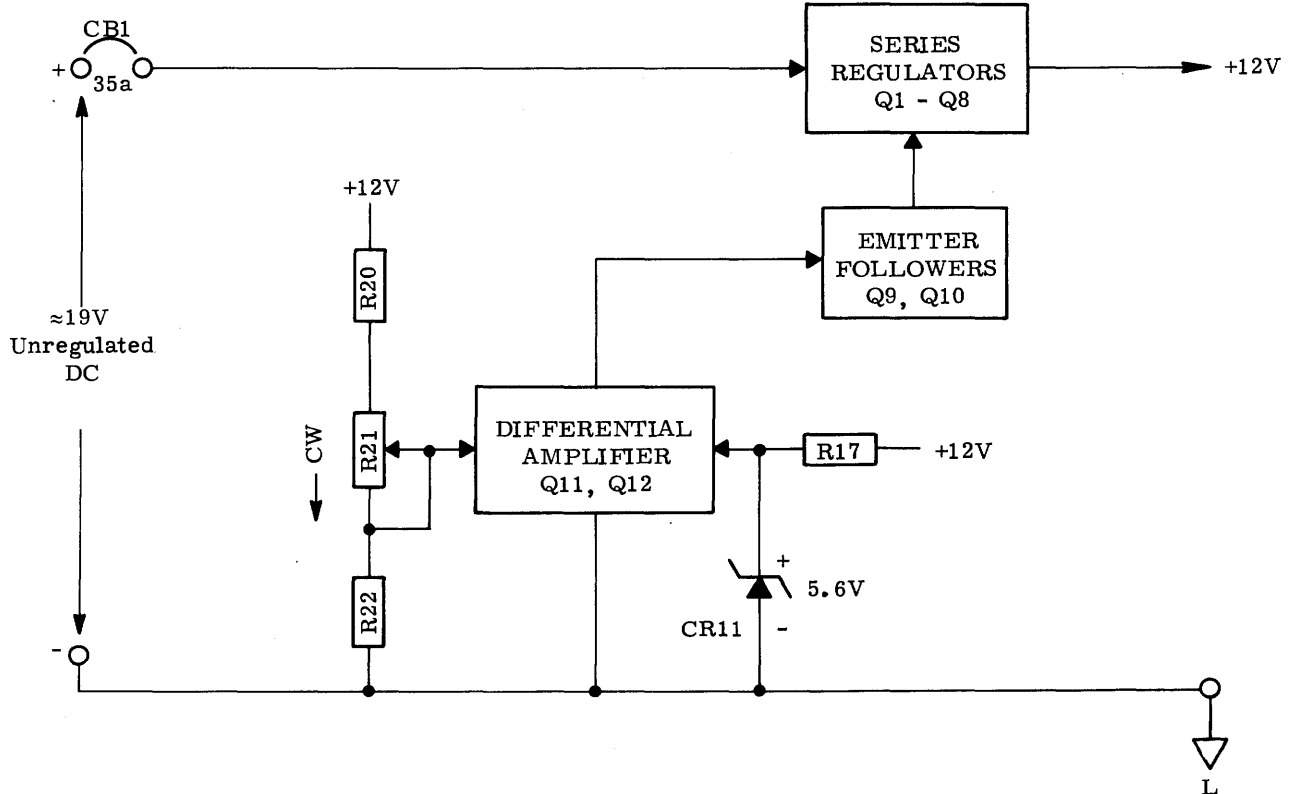 CB1
+
35a
SERIES
REGULATORS
Q1 - Q8
+12V
+12V
EMITTER
FOLLOWERS
Q9, Q10
R20
≈19V
Unregulated
DC
CW
R21
DIFFERENTIAL
AMPLIFIER
Q11, Q12
R17
+12V
+
5.6V
R22
CR11
-
-
L